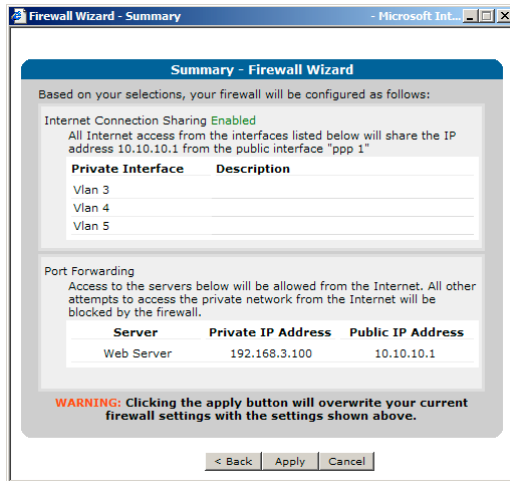 Firewall Wizard - Summary - Microsoft Int...
Summary - Firewall Wizard
Based on your selections, your firewall will be configured as follows:
Internet Connection Sharing Enabled
All Internet access from the interfaces listed below will share the IP
address 10.10.10.1 from the public interface "ppp 1"
Private Interface Description
Vlan 3
Vlan 4
Vlan 5
Port Forwarding
Access to the servers below will be allowed from the Internet. All other
attempts to access the private network from the Internet will be
blocked by the firewall.
Server Private IP Address Public IP Address
Web Server 192.168.3.100 10.10.10.1
WARNING: Clicking the apply button will overwrite your current
firewall settings with the settings shown above.
< Back Apply Cancel